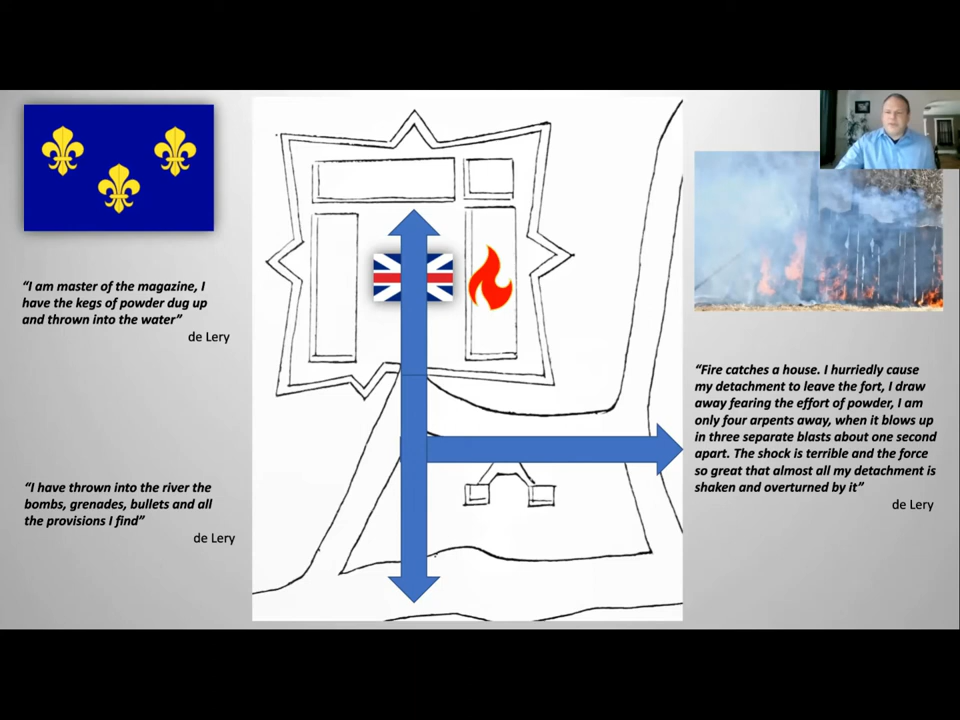 “I am master of the magazine, I
have the kegs of powder dug up
and thrown into the water”
de Lery
“I have thrown into the river the
bombs, grenades, bullets and all
the provisions I find”
de Lery
“Fire catches a house. I hurriedly cause
my detachment to leave the fort, I draw
away fearing the effort of powder, I am
only four arpents away, when it blows up
in three separate blasts about one second
apart. The shock is terrible and the force
so great that almost all my detachment is
shaken and overturned by it”
de Lery